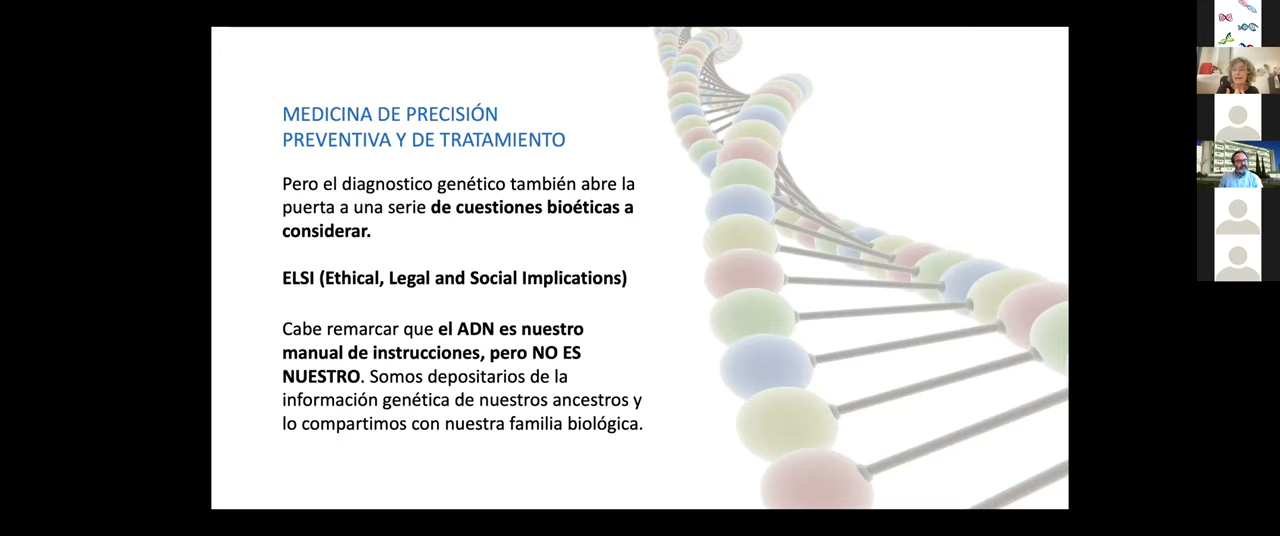 MEDICINA DE PRECISIÓN
PREVENTIVA Y DE TRATAMIENTO
Pero el diagnostico genético también abre la
puerta a una serie de cuestiones bioéticas a
considerar.
ELSI (Ethical, Legal and Social Implications)
Cabe remarcar que el ADN es nuestro
manual de instrucciones, pero NO ES
NUESTRO. Somos depositarios de la
información genética de nuestros ancestros y
lo compartimos con nuestra familia biológica.